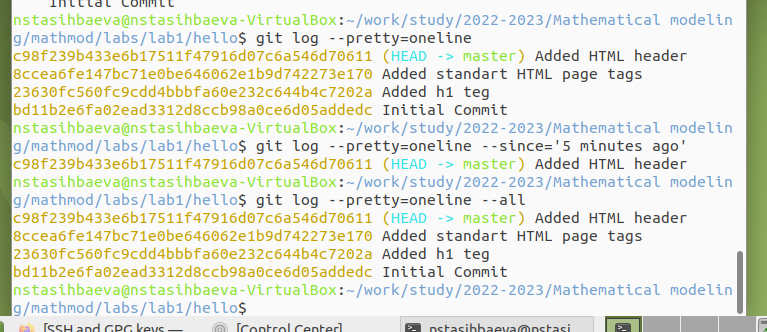 Initial Commit
nstasihbaeva@nstasihbaeva-VirtualBox:~/work/study/2022-2023/Mathematical modelin
g/mathmod/labs/lab1/hello$ git log --pretty=oneline
c98f239b433e6b17511f47916d07c6a546d70611 (HEAD -> master) Added HTML header
8ccea6fe147bc71e0be646062e1b9d742273e170 Added standart HTML page tags
23630fc560fc9cdd4bbbfa60e232c644b4c7202a Added h1 teg
bd11b2e6fa02ead3312d8ccb98a0ce6d05addedc Initial Commit
nstasihbaeva@nstasihbaeva-VirtualBox:~/work/study/2022-2023/Mathematical modelin
g/mathmod/labs/lab1/hello$ git log --pretty=oneline --since='5 minutes ago'
c98f239b433e6b17511f47916d07c6a546d70611 (HEAD -> master) Added HTML header
nstasihbaeva@nstasihbaeva-VirtualBox:~/work/study/2022-2023/Mathematical modelin
g/mathmod/labs/lab1/hello$ git log --pretty=oneline --all
c98f239b433e6b17511f47916d07c6a546d70611 (HEAD -> master) Added HTML header
8ccea6fe147bc71e0be646062e1b9d742273e170 Added standart HTML page tags
23630fc560fc9cdd4bbbfa60e232c644b4c7202a Added h1 teg
bd11b2e6fa02ead3312d8ccb98a0ce6d05addedc Initial Commit
nstasihbaeva@nstasihbaeva-VirtualBox:~/work/study/2022-2023/Mathematical modelin
g/mathmod/labs/lab1/hello$
[SSH and GPG keys — [Control Center] nstasihbaeva@nstasi...